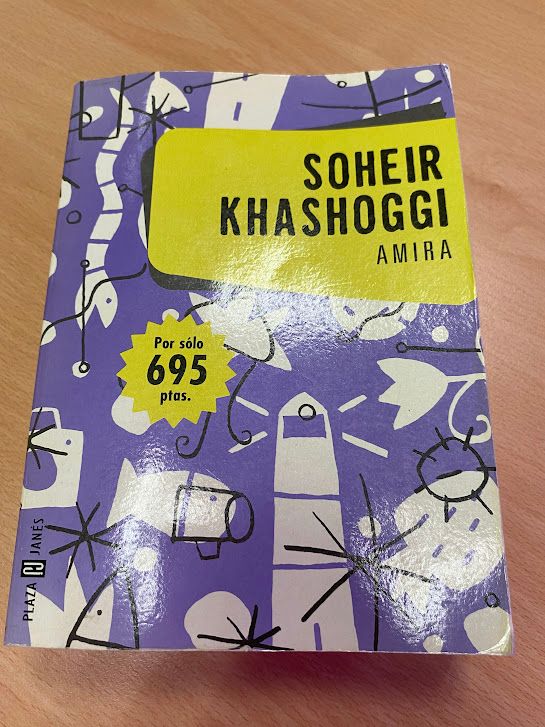 SOHEIR
KHASHOGGI
AMIRA
Por sólo
695
ptas.
PLAZA JANÉS